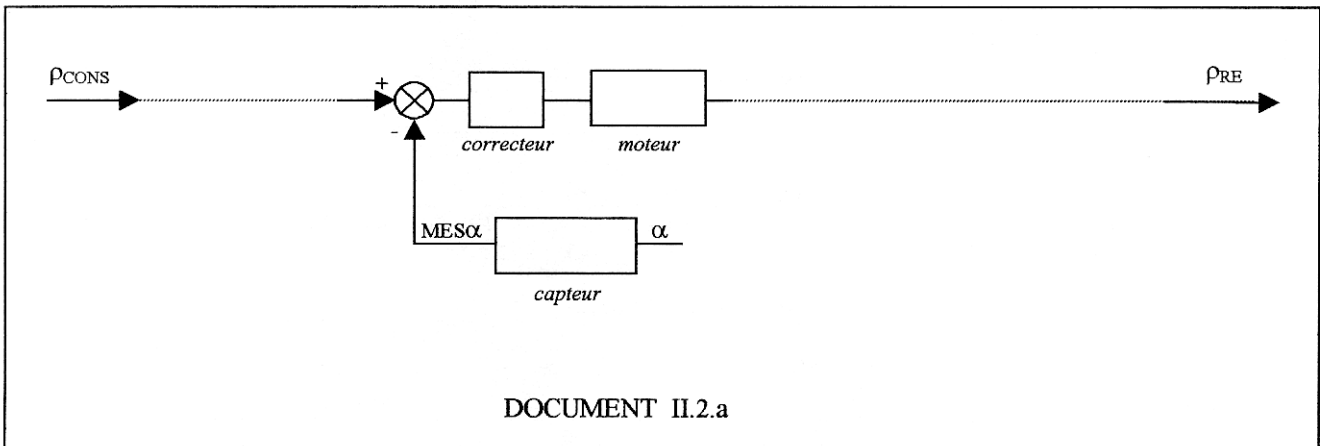 ρCONS
+
ρRE
-
correcteur
moteur
MESα
α
capteur
DOCUMENT II.2.a